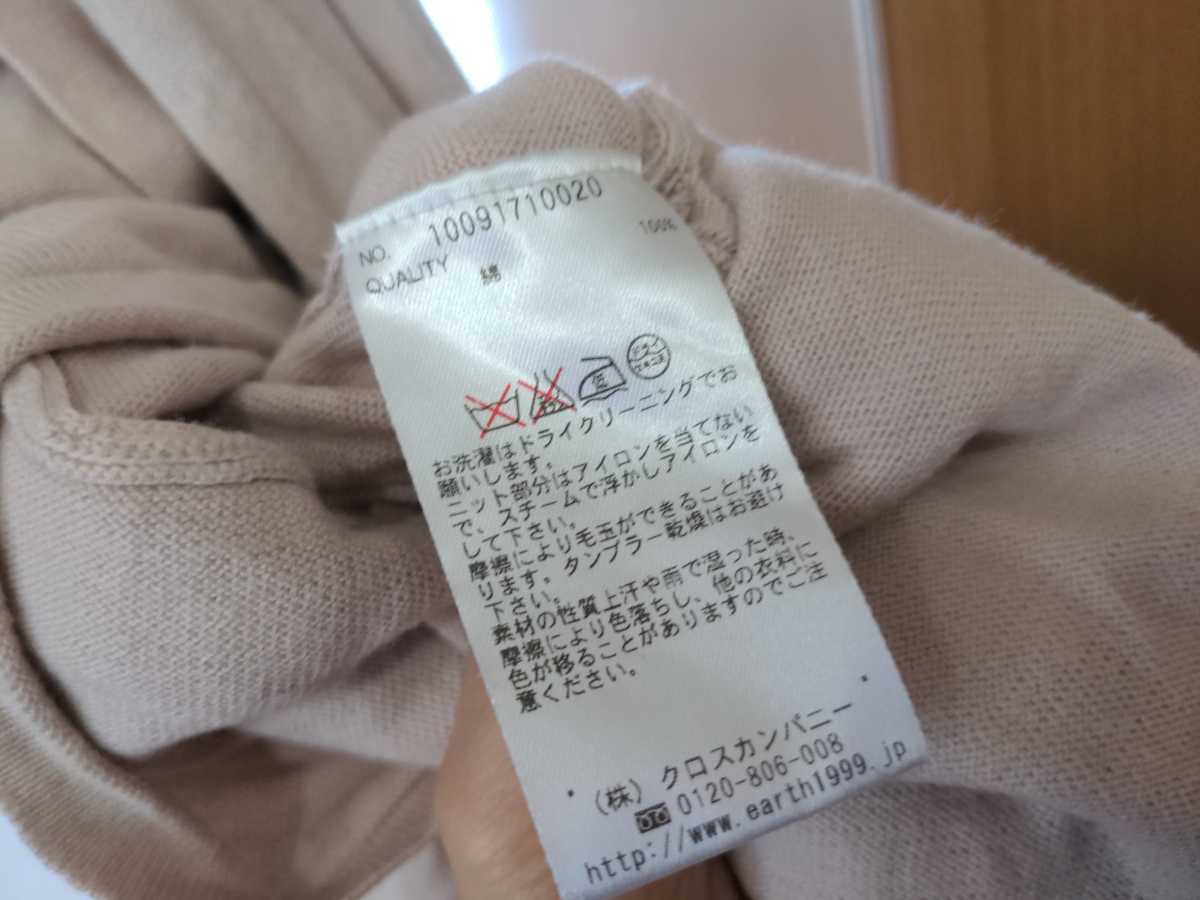 NO. 10091710020
QUALITY 綿 100%
低
ドライ
お洗濯はドライクリーニングでお
願いします。
ニット部分はアイロンを当てない
で、スチームで浮かしアイロンを
して下さい。
摩擦により毛玉ができることがあ
ります。タンブラー乾燥はお避け
下さい。
素材の性質上汗や雨で湿った時、
摩擦により色落ちし、他の衣料に
色が移ることがありますのでご注
意ください。
(株) クロスカンパニー
0120-806-008
http://www.earth1999.jp